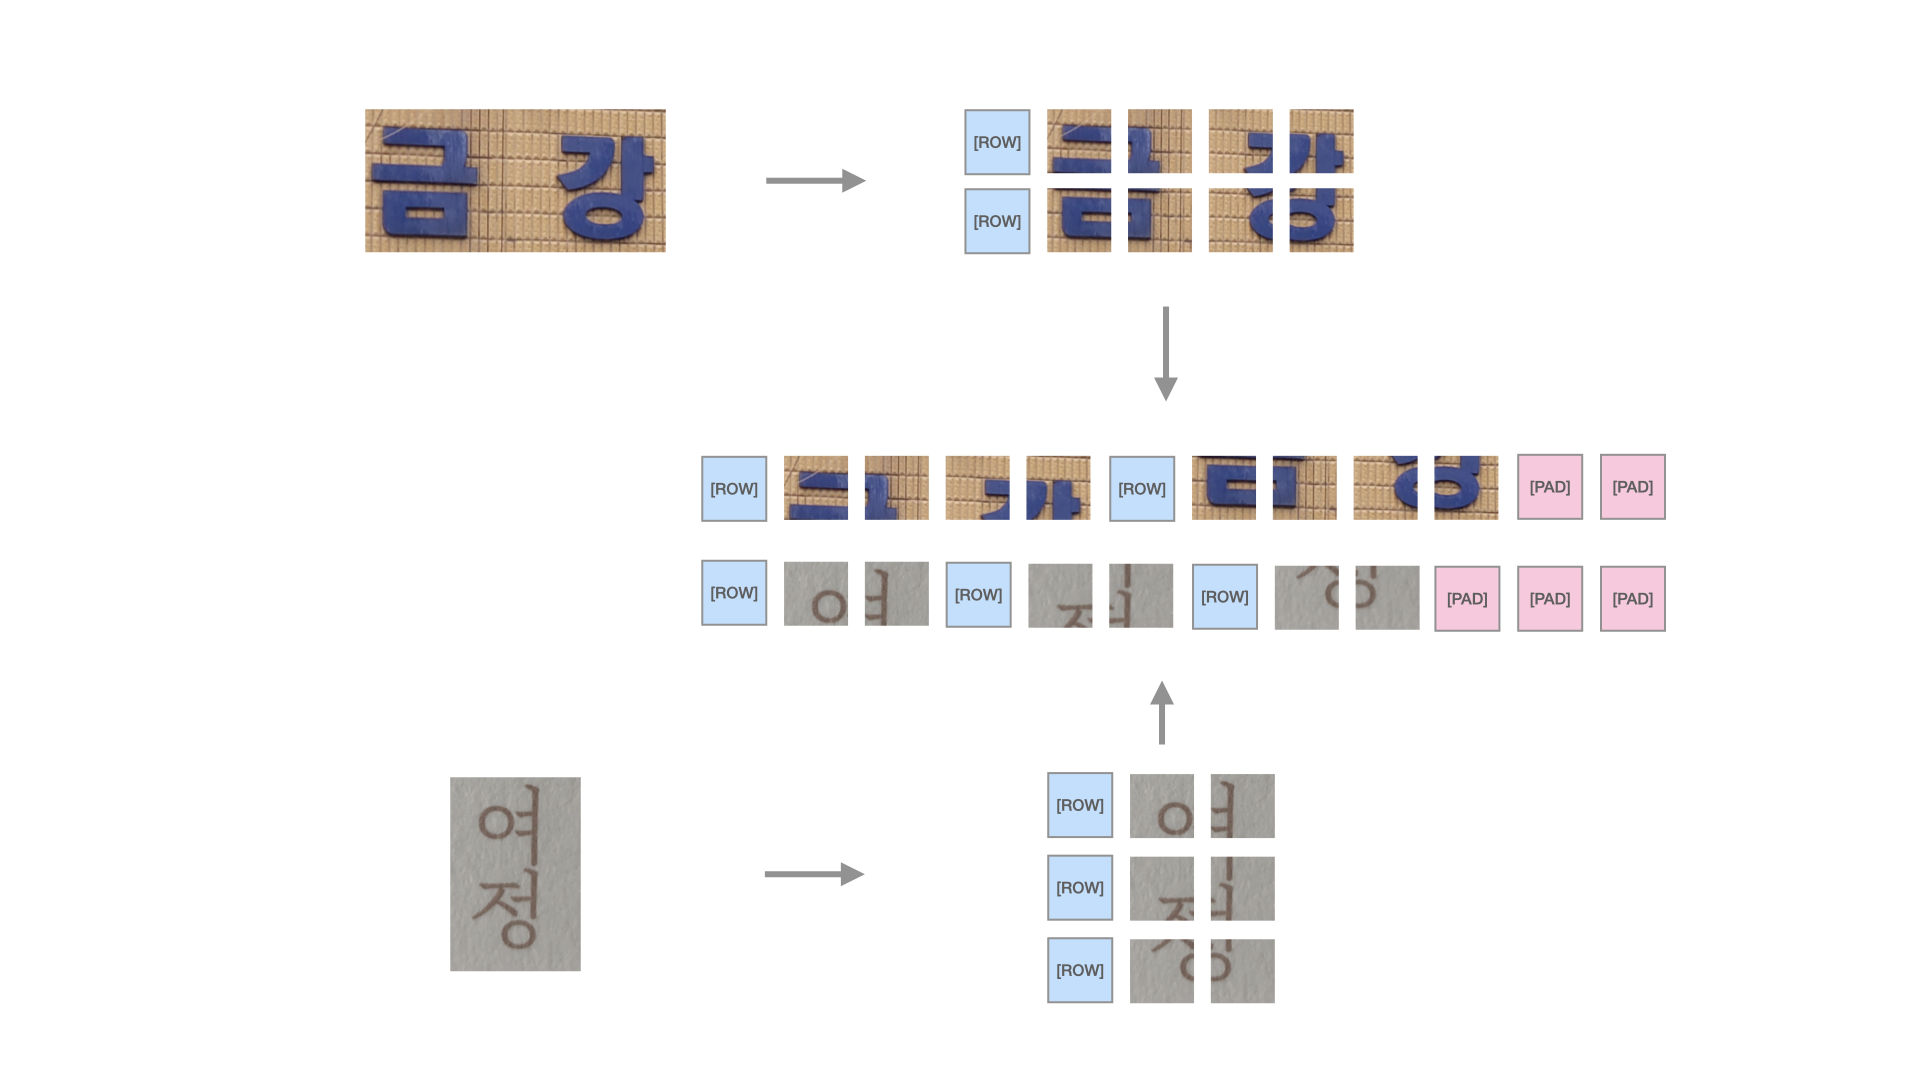 금 강
[ROW]
[ROW]
[ROW] [ROW] [PAD] [PAD]
[ROW] [ROW] [ROW] [PAD] [PAD] [PAD]
여
정
[ROW]
[ROW]
[ROW]